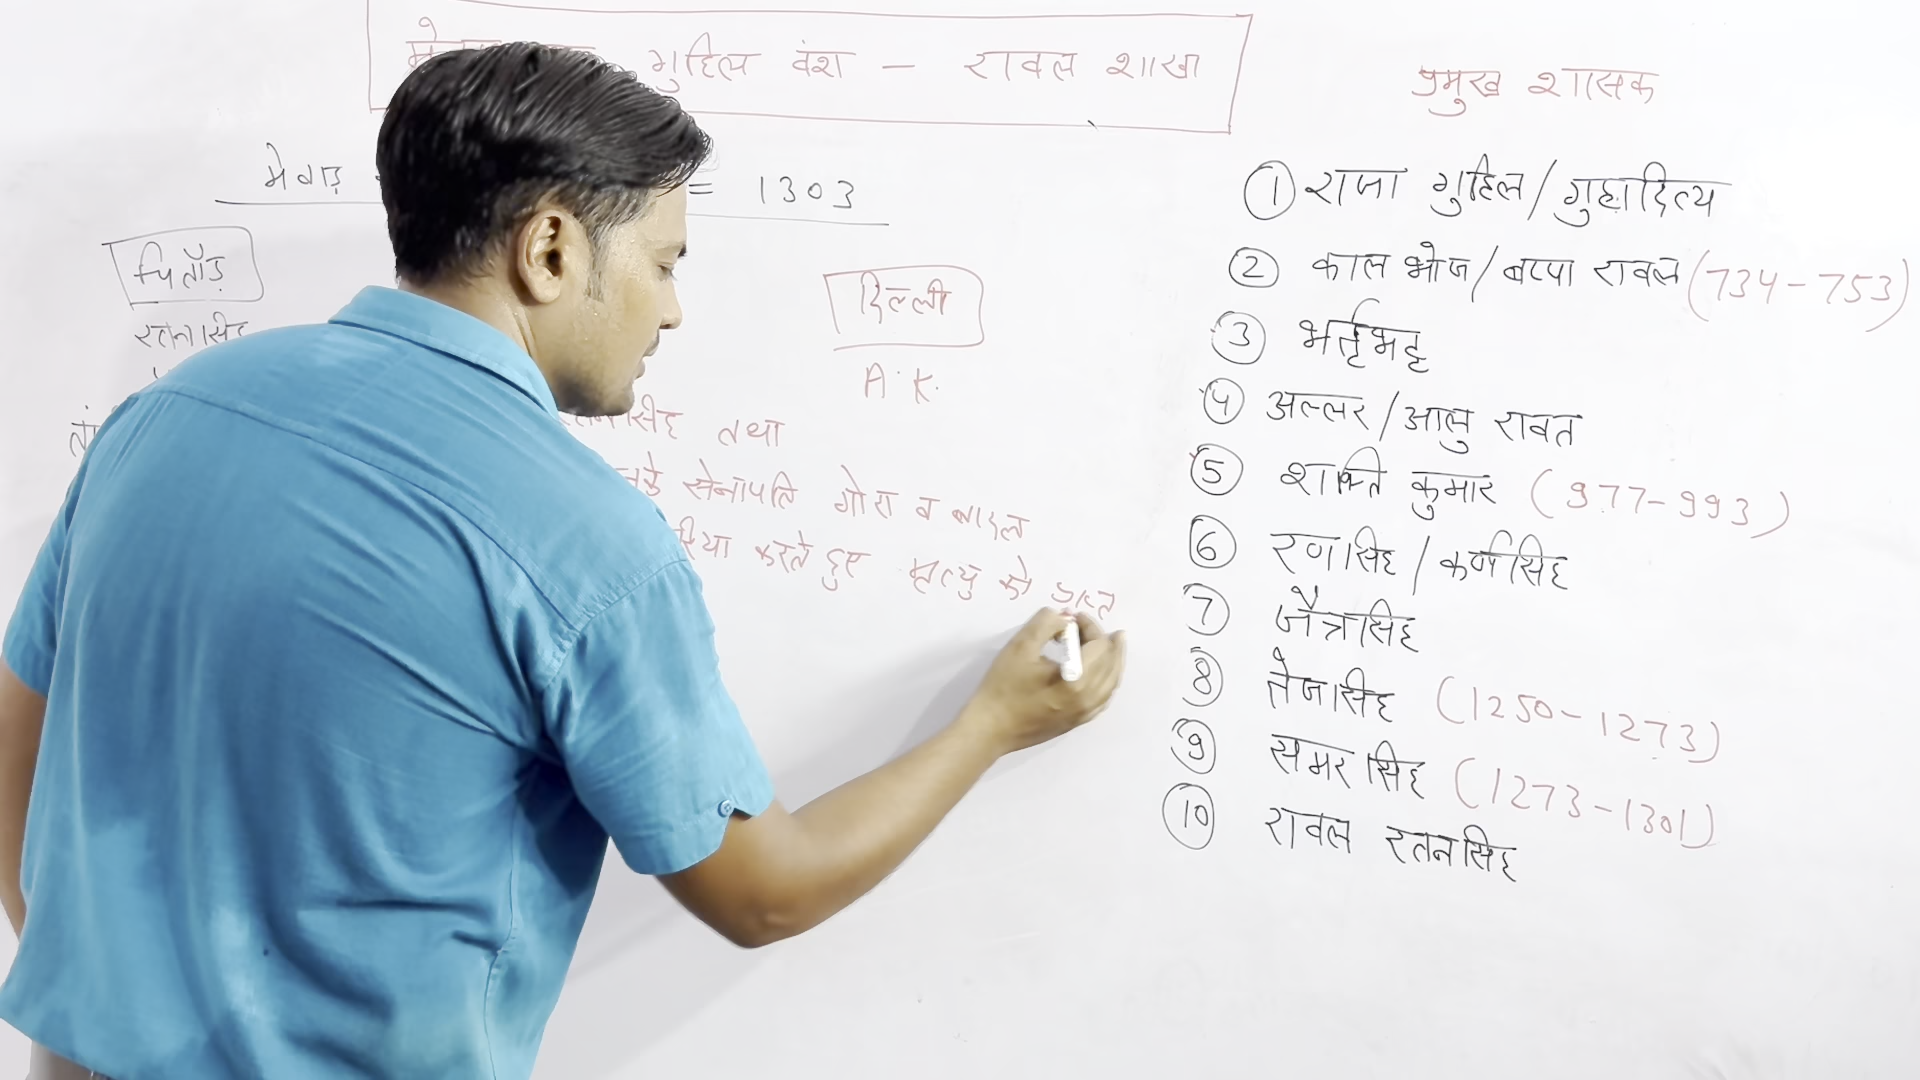 गुहिल वंश - रावल शाखा
मेवाड़ = 1303
चितौड़
रतनसिंह
दिल्ली
A.K.
तथा
सेनापति गोरा व बादल
करते हुए मृत्यु को प्राप्त
प्रमुख शासक
① राजा गुहिल/गुहादित्य
② काल भोज/बप्पा रावल (734-753)
③ भर्तृभट्ट
④ अल्लर/आलु रावत
⑤ शक्ति कुमार (977-993)
⑥ रणसिंह/कर्णसिंह
⑦ जैत्रसिंह
⑧ तेजसिंह (1250-1273)
⑨ समरसिंह (1273-1301)
⑩ रावल रतनसिंह